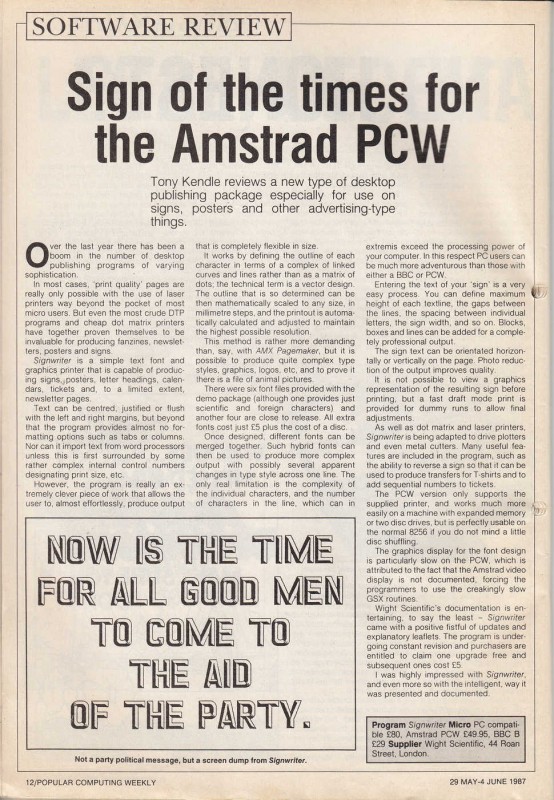 SOFTWARE REVIEW
Sign of the times for
the Amstrad PCW
Tony Kendle reviews a new type of desktop
publishing package especially for use on
signs, posters and other advertising-type
things.
Over the last year there has been a
boom in the number of desktop
publishing programs of varying
sophistication.
In most cases, 'print quality' pages are
really only possible with the use of laser
printers way beyond the pocket of most
micro users. But even the most crude DTP
programs and cheap dot matrix printers
have together proven themselves to be
invaluable for producing fanzines, newslet-
ters, posters and signs.
Signwriter is a simple text font and
graphics printer that is capable of produc-
ing signs, posters, letter headings, calen-
dars, tickets and, to a limited extent,
newsletter pages.
Text can be centred, justified or flush
with the left and right margins, but beyond
that the program provides almost no for-
matting options such as tabs or columns.
Nor can it import text from word processors
unless this is first surrounded by some
rather complex internal control numbers
designating print size, etc.
However, the program is really an ex-
tremely clever piece of work that allows the
user to, almost effortlessly, produce output
that is completely flexible in size.
It works by defining the outline of each
character in terms of a complex of linked
curves and lines rather than as a matrix of
dots; the technical term is a vector design.
The outline that is so determined can be
then mathematically scaled to any size, in
millimetre steps, and the printout is automa-
tically calculated and adjusted to maintain
the highest possible resolution.
This method is rather more demanding
than, say, with AMX Pagemaker, but it is
possible to produce quite complex type
styles, graphics, logos, etc, and to prove it
there is a file of animal pictures.
There were six font files provided with the
demo package (although one provides just
scientific and foreign characters) and
another four are close to release. All extra
fonts cost just £5 plus the cost of a disc.
Once designed, different fonts can be
merged together. Such hybrid fonts can
then be used to produce more complex
output with possibly several apparent
changes in type style across one line. The
only real limitation is the complexity of
the individual characters, and the number
of characters in the line, which can in
extremis exceed the processing power of
your computer. In this respect PC users can
be much more adventurous than those with
either a BBC or PCW.
Entering the text of your 'sign' is a very
easy process. You can define maximum
height of each textline, the gaps between
the lines, the spacing between individual
letters, the sign width, and so on. Blocks,
boxes and lines can be added for a comple-
tely professional output.
The sign text can be oriented horizon-
tally or vertically on the page. Photo reduc-
tion of the output improves quality.
It is not possible to view a graphics
representation of the resulting sign before
printing, but a fast draft mode print is
provided for dummy runs to allow final
adjustments.
As well as dot matrix and laser printers,
Signwriter is being adapted to drive plotters
and even metal cutters. Many useful fea-
tures are included in the program, such as
the ability to reverse a sign so that it can be
used to produce transfers for T-shirts and to
add sequential numbers to tickets.
The PCW version only supports the
supplied printer, and works much more
easily on a machine with expanded memory
or two disc drives, but is perfectly usable on
the normal 8256 if you do not mind a little
disc shuffling.
The graphics display for the font design
is particularly slow on the PCW, which is
attributed to the fact that the Amstrad video
display is not documented, forcing the
programmers to use the creakingly slow
GSX routines.
Wight Scientific's documentation is en-
tertaining, to say the least – Signwriter
came with a positive fistful of updates and
explanatory leaflets. The program is under-
going constant revision and purchasers are
entitled to claim one upgrade free and
subsequent ones cost £5.
I was highly impressed with Signwriter,
and even more so with the intelligent, way it
was presented and documented.
NOW IS THE TIME
FOR ALL GOOD MEN
TO COME TO
THE AID
OF THE PARTY.
Not a party political message, but a screen dump from Signwriter.
Program Signwriter Micro PC compati-
ble £80, Amstrad PCW £49.95, BBC B
£29 Supplier Wight Scientific, 44 Roan
Street, London.
12/POPULAR COMPUTING WEEKLY
29 MAY-4 JUNE 1987